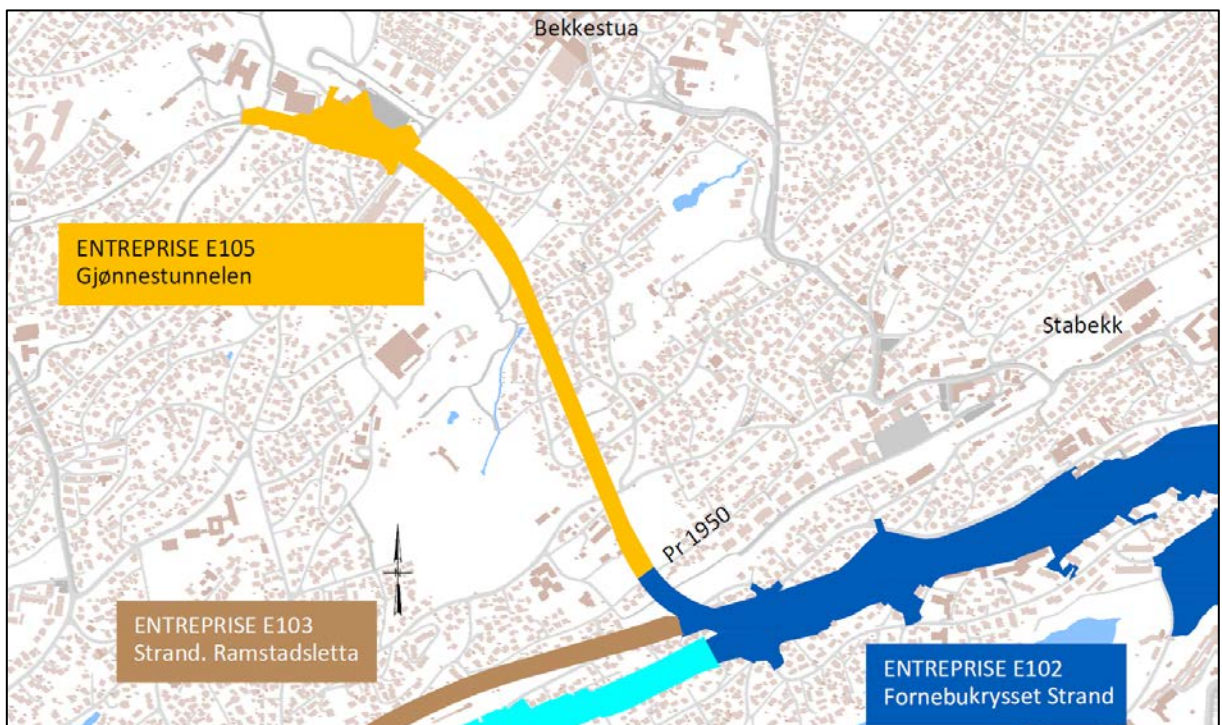 Bekkestua
ENTREPRISE E105
Gjønnestunnelen
Stabekk
Pr 1950
ENTREPRISE E103
Strand. Ramstadsletta
ENTREPRISE E102
Fornebukrysset Strand